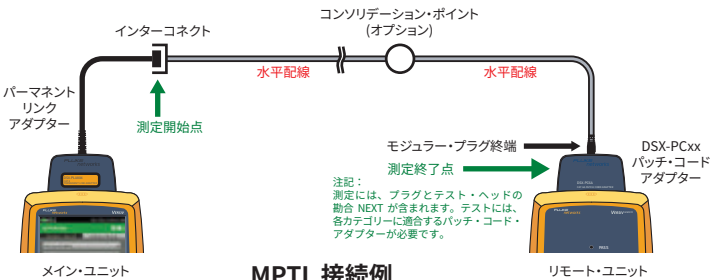 コンソリデーション・ポイント
(オプション)
インターコネクト
水平配線
水平配線
パーマネント
リンク
アダプター
測定開始点
モジュラー・プラグ終端
測定終了点
DSX-PCxx
パッチ・コード
アダプター
注記：
測定には、プラグとテスト・ヘッドの
勘合 NEXT が含まれます。テストには、
各カテゴリーに適合するパッチ・コード・
アダプターが必要です。
メイン・ユニット
MPTL 接続例
リモート・ユニット